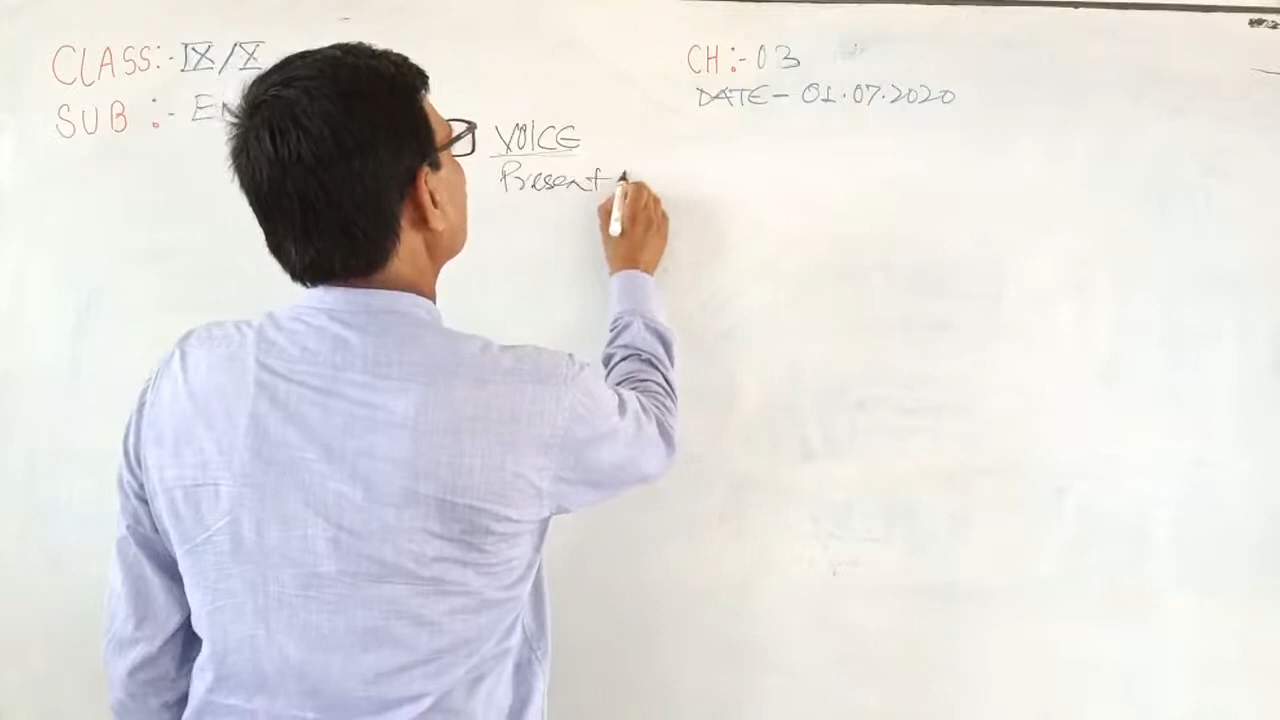 CLASS:- IX/X
SUB :- En
CH:- 03
DATE - 01.07.2020
VOICE
Present